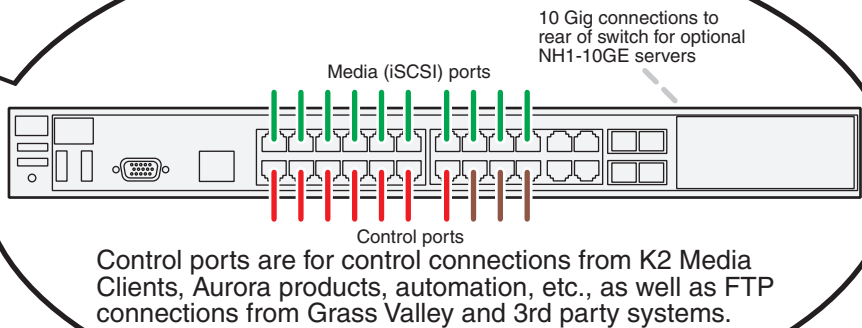 10 Gig connections to
rear of switch for optional
NH1-10GE servers
Media (iSCSI) ports
Control ports
Control ports are for control connections from K2 Media
Clients, Aurora products, automation, etc., as well as FTP
connections from Grass Valley and 3rd party systems.